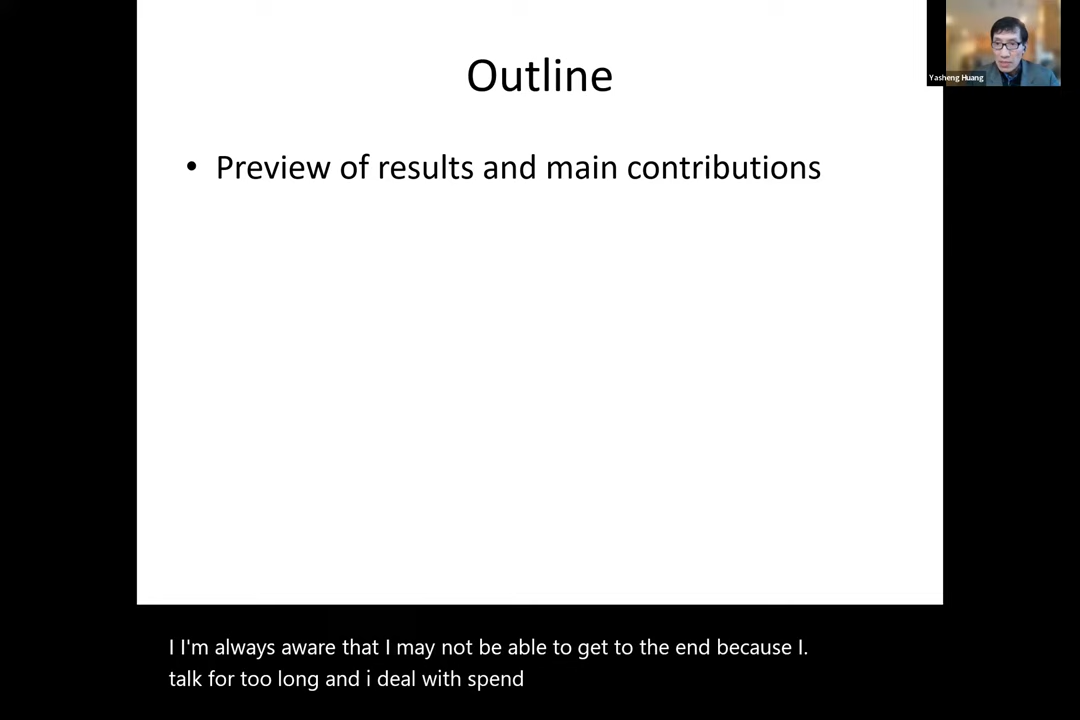 Outline
Yasheng Huang
• Preview of results and main contributions
I I'm always aware that I may not be able to get to the end because I.
talk for too long and i deal with spend